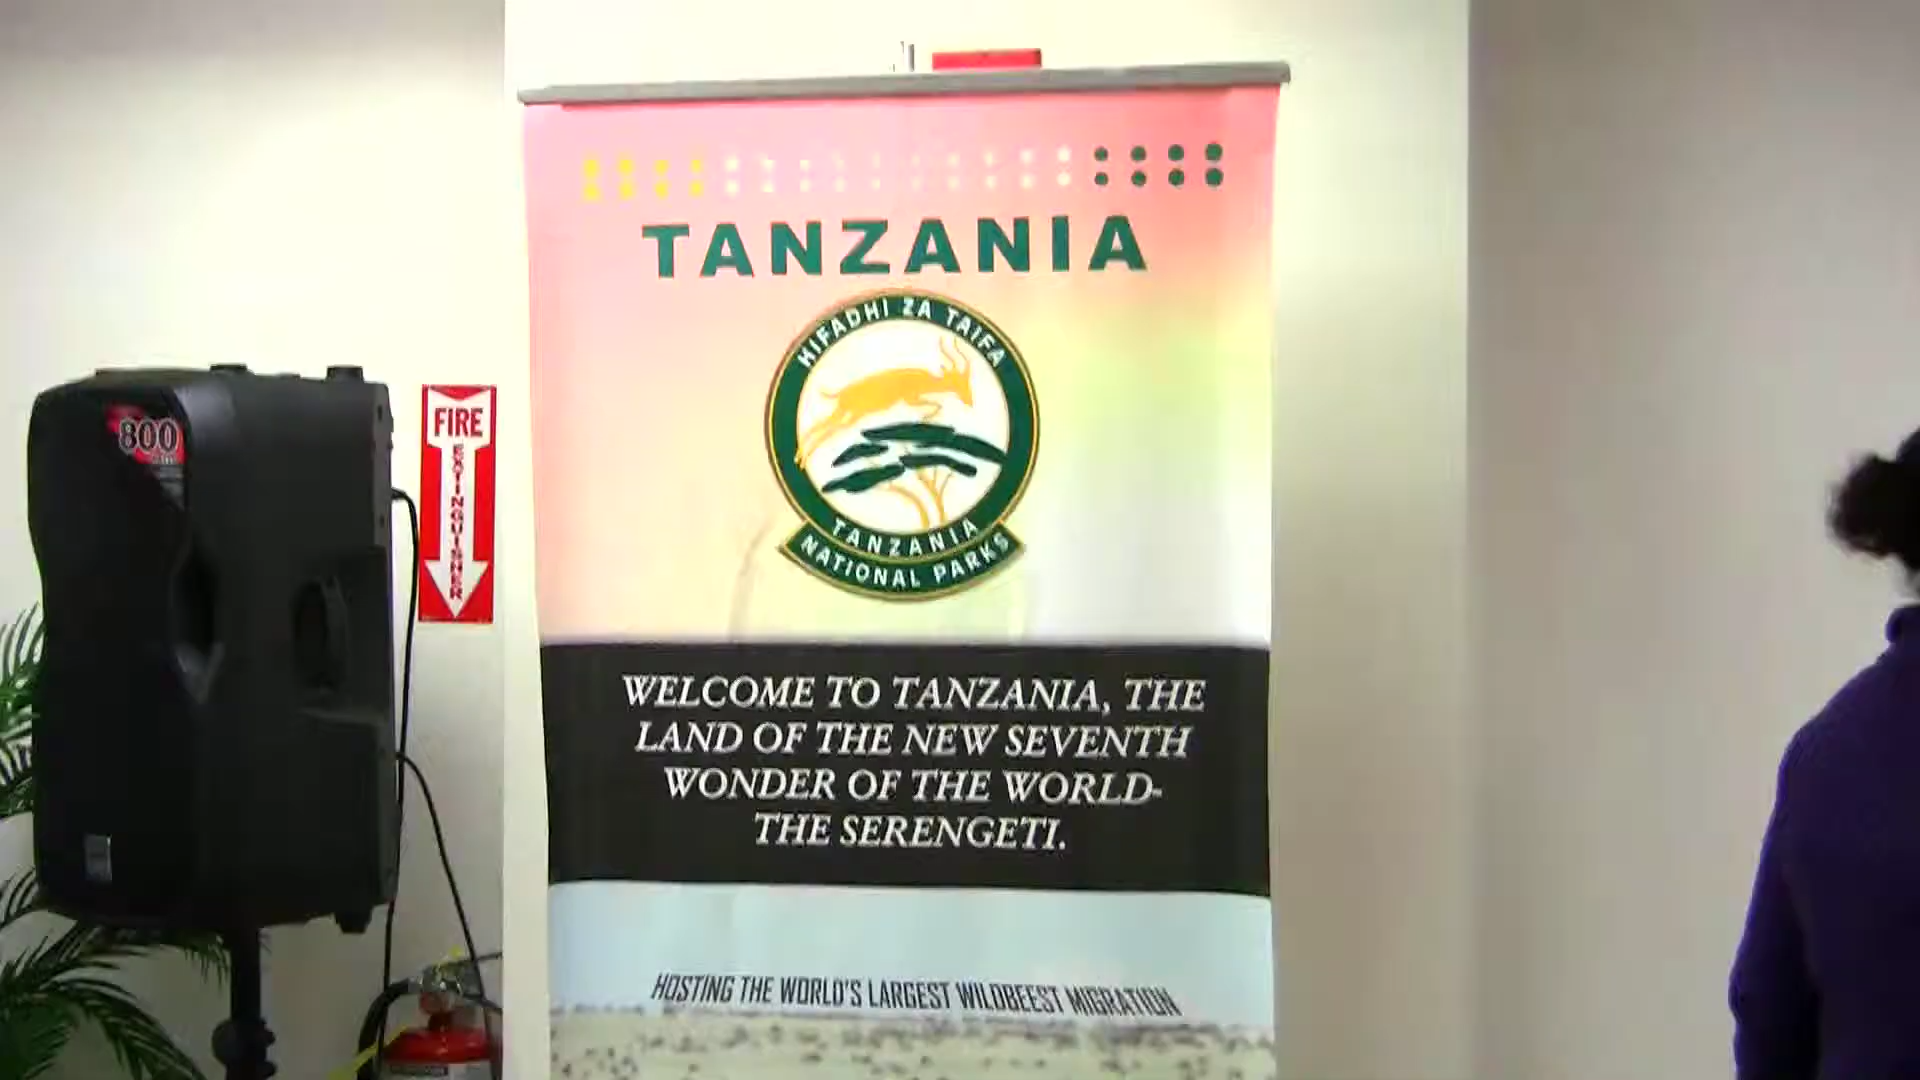 TANZANIA
HIFADHI ZA TAIFA
TANZANIA
NATIONAL PARKS
WELCOME TO TANZANIA, THE
LAND OF THE NEW SEVENTH
WONDER OF THE WORLD-
THE SERENGETI.
HOSTING THE WORLD'S LARGEST WILDBEEST MIGRATION
800
FIRE
EXTINGUISHER